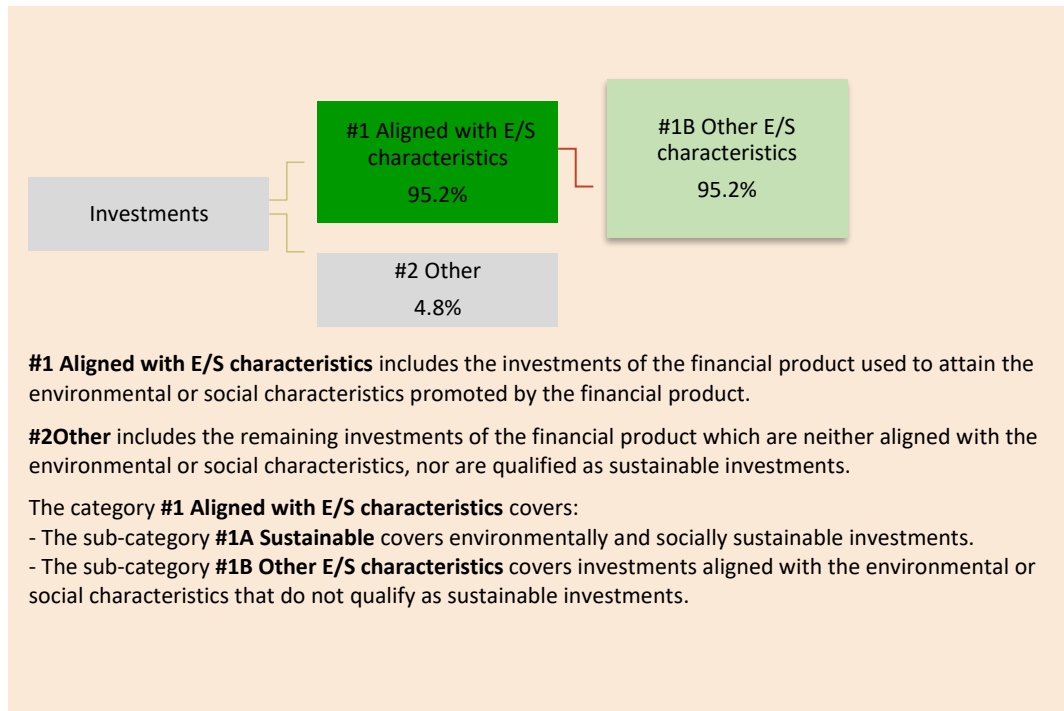 #1 Aligned with E/S
characteristics
95.2%
#1B Other E/S
characteristics
95.2%
Investments
#2 Other
4.8%
#1 Aligned with E/S characteristics includes the investments of the financial product used to attain the
environmental or social characteristics promoted by the financial product.
#2Other includes the remaining investments of the financial product which are neither aligned with the
environmental or social characteristics, nor are qualified as sustainable investments.
The category #1 Aligned with E/S characteristics covers:
- The sub-category #1A Sustainable covers environmentally and socially sustainable investments.
- The sub-category #1B Other E/S characteristics covers investments aligned with the environmental or
social characteristics that do not qualify as sustainable investments.